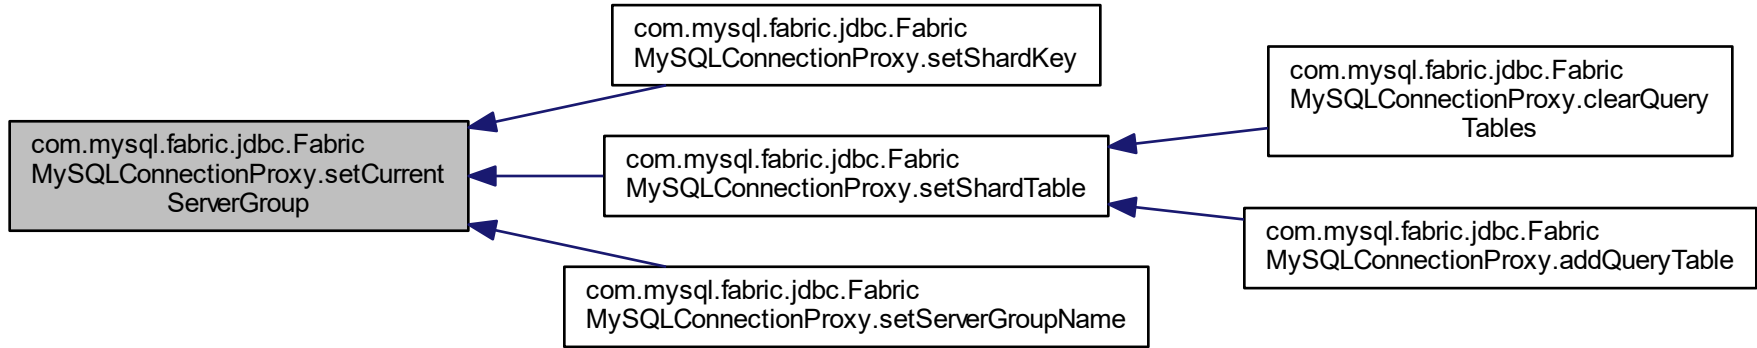 com.mysql.fabric.jdbc.Fabric
MySQLConnectionProxy.setCurrent
ServerGroup
com.mysql.fabric.jdbc.Fabric
MySQLConnectionProxy.setShardKey
com.mysql.fabric.jdbc.Fabric
MySQLConnectionProxy.setShardTable
com.mysql.fabric.jdbc.Fabric
MySQLConnectionProxy.setServerGroupName
com.mysql.fabric.jdbc.Fabric
MySQLConnectionProxy.clearQuery
Tables
com.mysql.fabric.jdbc.Fabric
MySQLConnectionProxy.addQueryTable